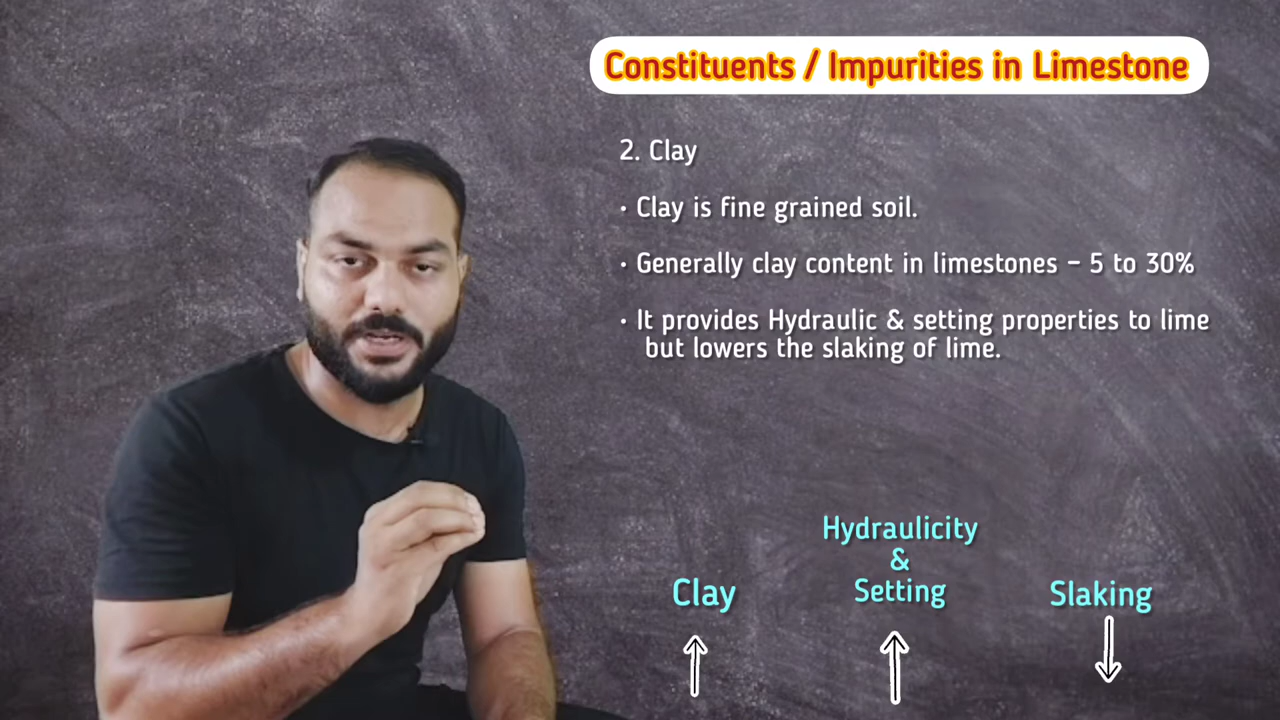 Constituents / Impurities in Limestone
2. Clay
• Clay is fine grained soil.
• Generally clay content in limestones – 5 to 30%
• It provides Hydraulic & setting properties to lime
but lowers the slaking of lime.
Hydraulicity
&
Setting
Clay
Slaking